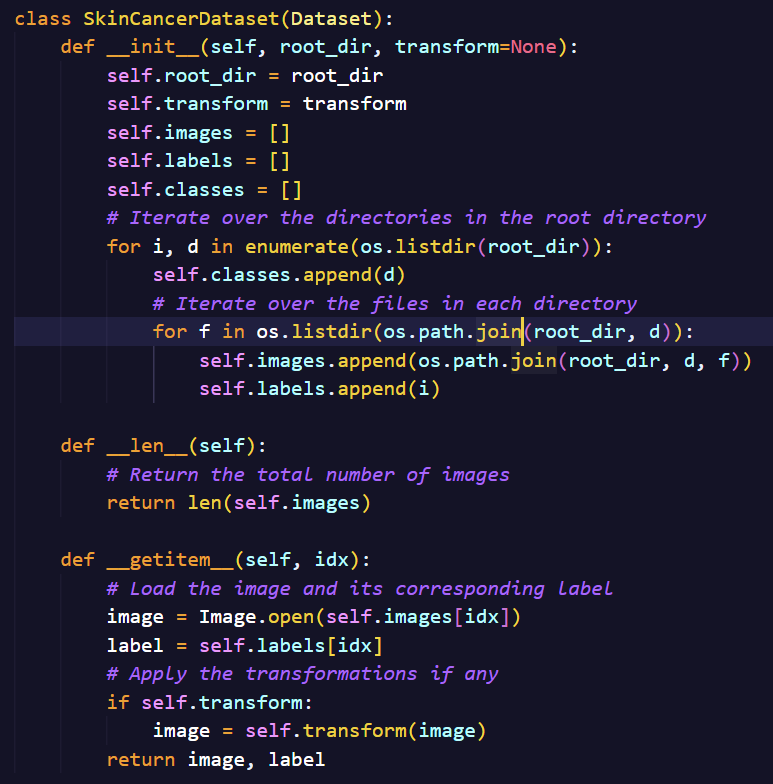 class SkinCancerDataset(Dataset):
    def __init__(self, root_dir, transform=None):
        self.root_dir = root_dir
        self.transform = transform
        self.images = []
        self.labels = []
        self.classes = []
        # Iterate over the directories in the root directory
        for i, d in enumerate(os.listdir(root_dir)):
            self.classes.append(d)
            # Iterate over the files in each directory
            for f in os.listdir(os.path.join(root_dir, d)):
                self.images.append(os.path.join(root_dir, d, f))
                self.labels.append(i)

    def __len__(self):
        # Return the total number of images
        return len(self.images)

    def __getitem__(self, idx):
        # Load the image and its corresponding label
        image = Image.open(self.images[idx])
        label = self.labels[idx]
        # Apply the transformations if any
        if self.transform:
            image = self.transform(image)
        return image, label